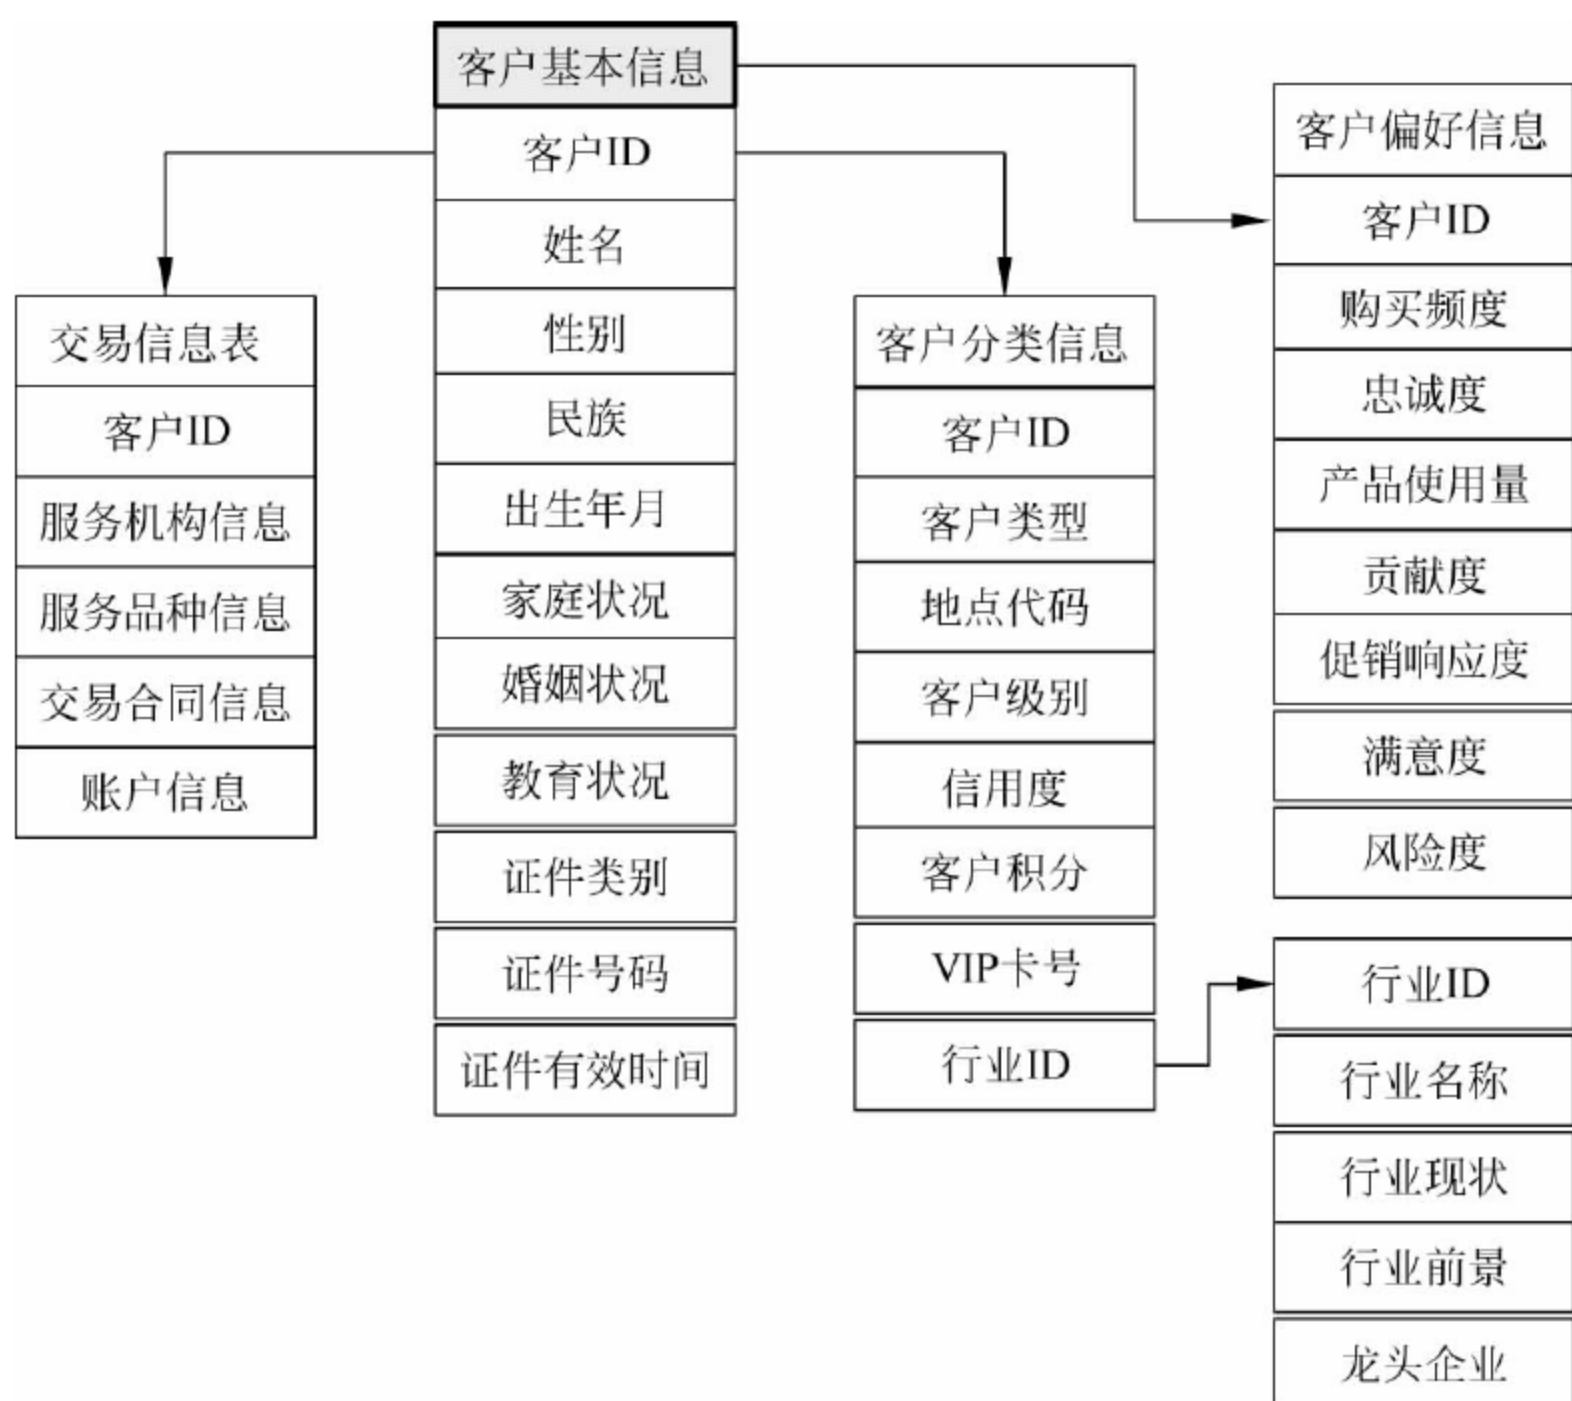 客户基本信息
客户ID
姓名
性别
民族
出生年月
家庭状况
婚姻状况
教育状况
证件类别
证件号码
证件有效时间
交易信息表
客户ID
服务机构信息
服务品种信息
交易合同信息
账户信息
客户分类信息
客户ID
客户类型
地点代码
客户级别
信用度
客户积分
VIP卡号
行业ID
客户偏好信息
客户ID
购买频度
忠诚度
产品使用量
贡献度
促销响应度
满意度
风险度
行业ID
行业名称
行业现状
行业前景
龙头企业